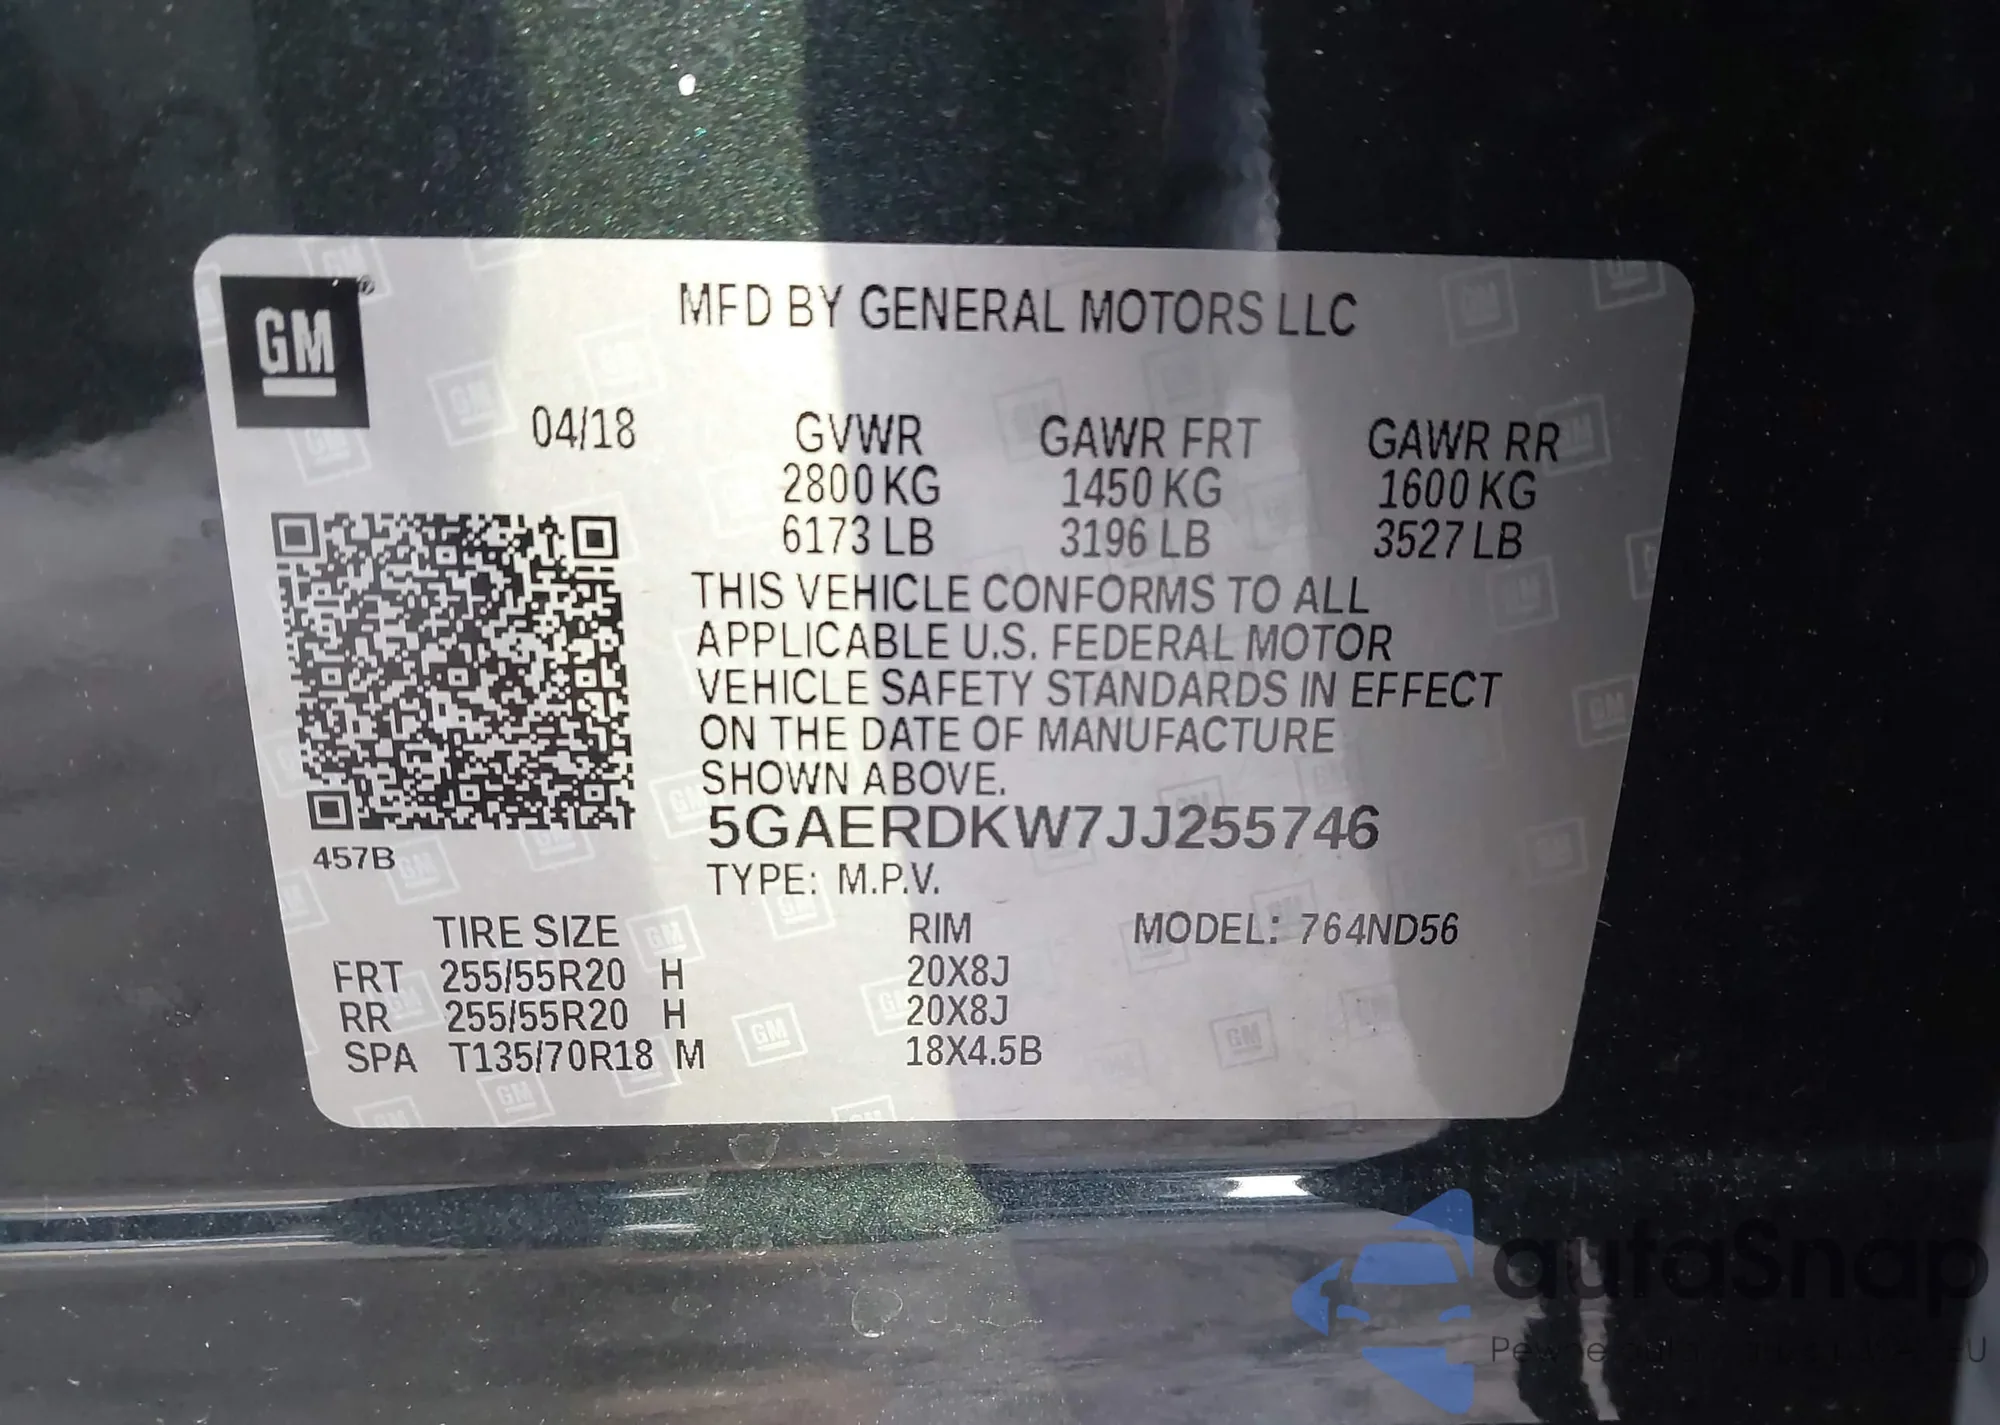 GM®
MFD BY GENERAL MOTORS LLC
04/18 GVWR GAWR FRT GAWR RR
2800 KG 1450 KG 1600 KG
6173 LB 3196 LB 3527 LB
THIS VEHICLE CONFORMS TO ALL
APPLICABLE U.S. FEDERAL MOTOR
VEHICLE SAFETY STANDARDS IN EFFECT
ON THE DATE OF MANUFACTURE
SHOWN ABOVE.
5GAERDKW7JJ255746
457B
TYPE: M.P.V.
TIRE SIZE RIM MODEL: 764ND56
FRT 255/55R20 H 20X8J
RR 255/55R20 H 20X8J
SPA T135/70R18 M 18X4.5B
autaSnap